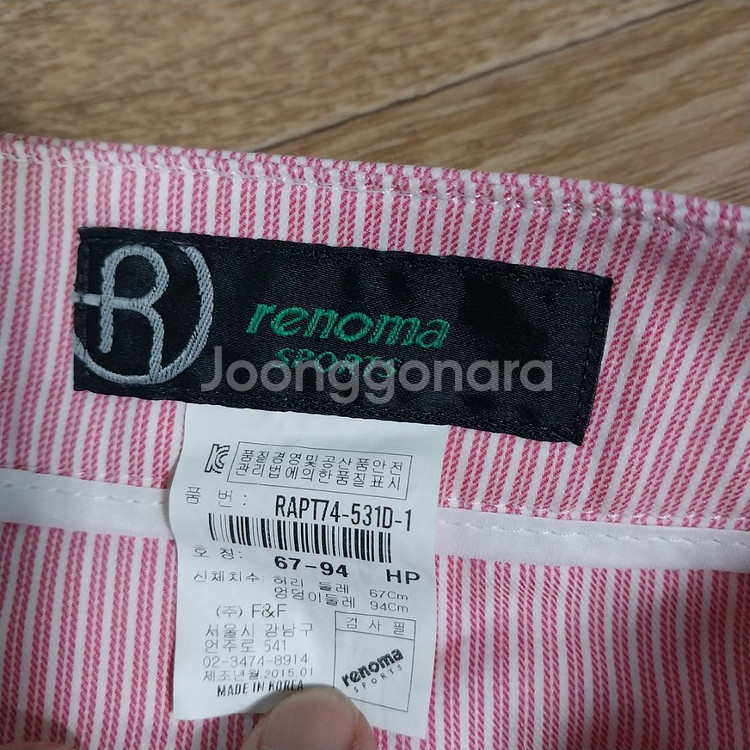 R
renoma
SPORTS
Joonggonara
품질경영및공산품안전
관리법에의한품질표시
품 번: RAPT74-531D-1
호 칭: 67-94 HP
신체치수: 허리 둘레 67Cm
엉덩이둘레 94Cm
(주) F&F
서울시 강남구
언주로 541
02-3474-8914
제조년월 2015.01
MADE IN KOREA
검 사 필
renoma
SPORTS